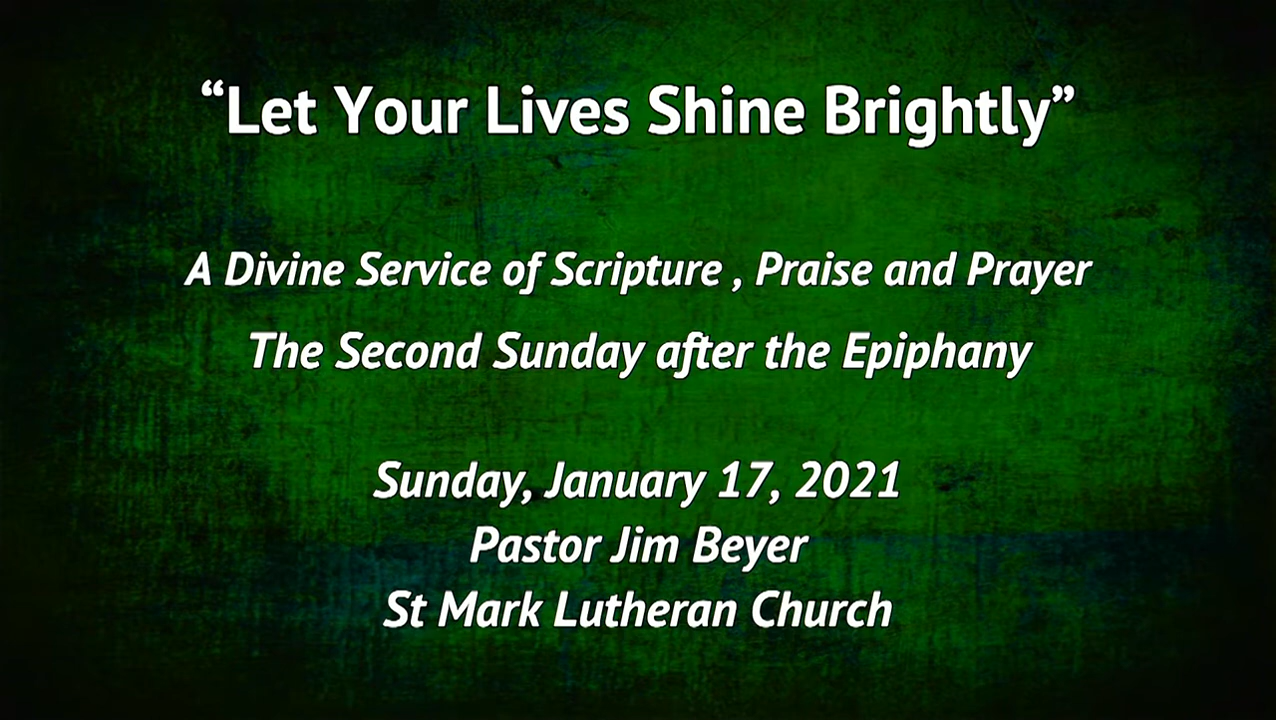 “Let Your Lives Shine Brightly”
A Divine Service of Scripture , Praise and Prayer
The Second Sunday after the Epiphany
Sunday, January 17, 2021
Pastor Jim Beyer
St Mark Lutheran Church